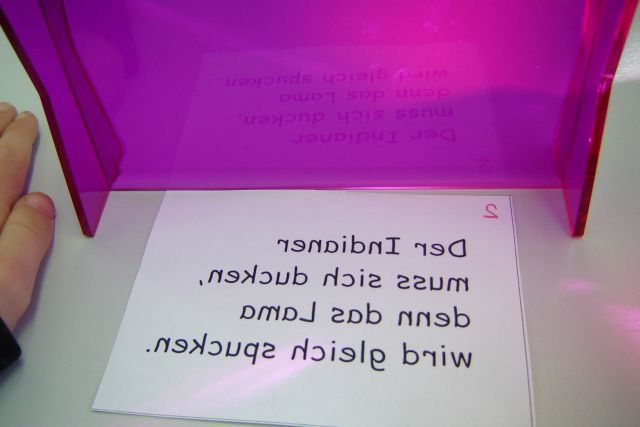 2
Der Indianer
muss sich ducken,
denn das Lama
wird gleich spucken.